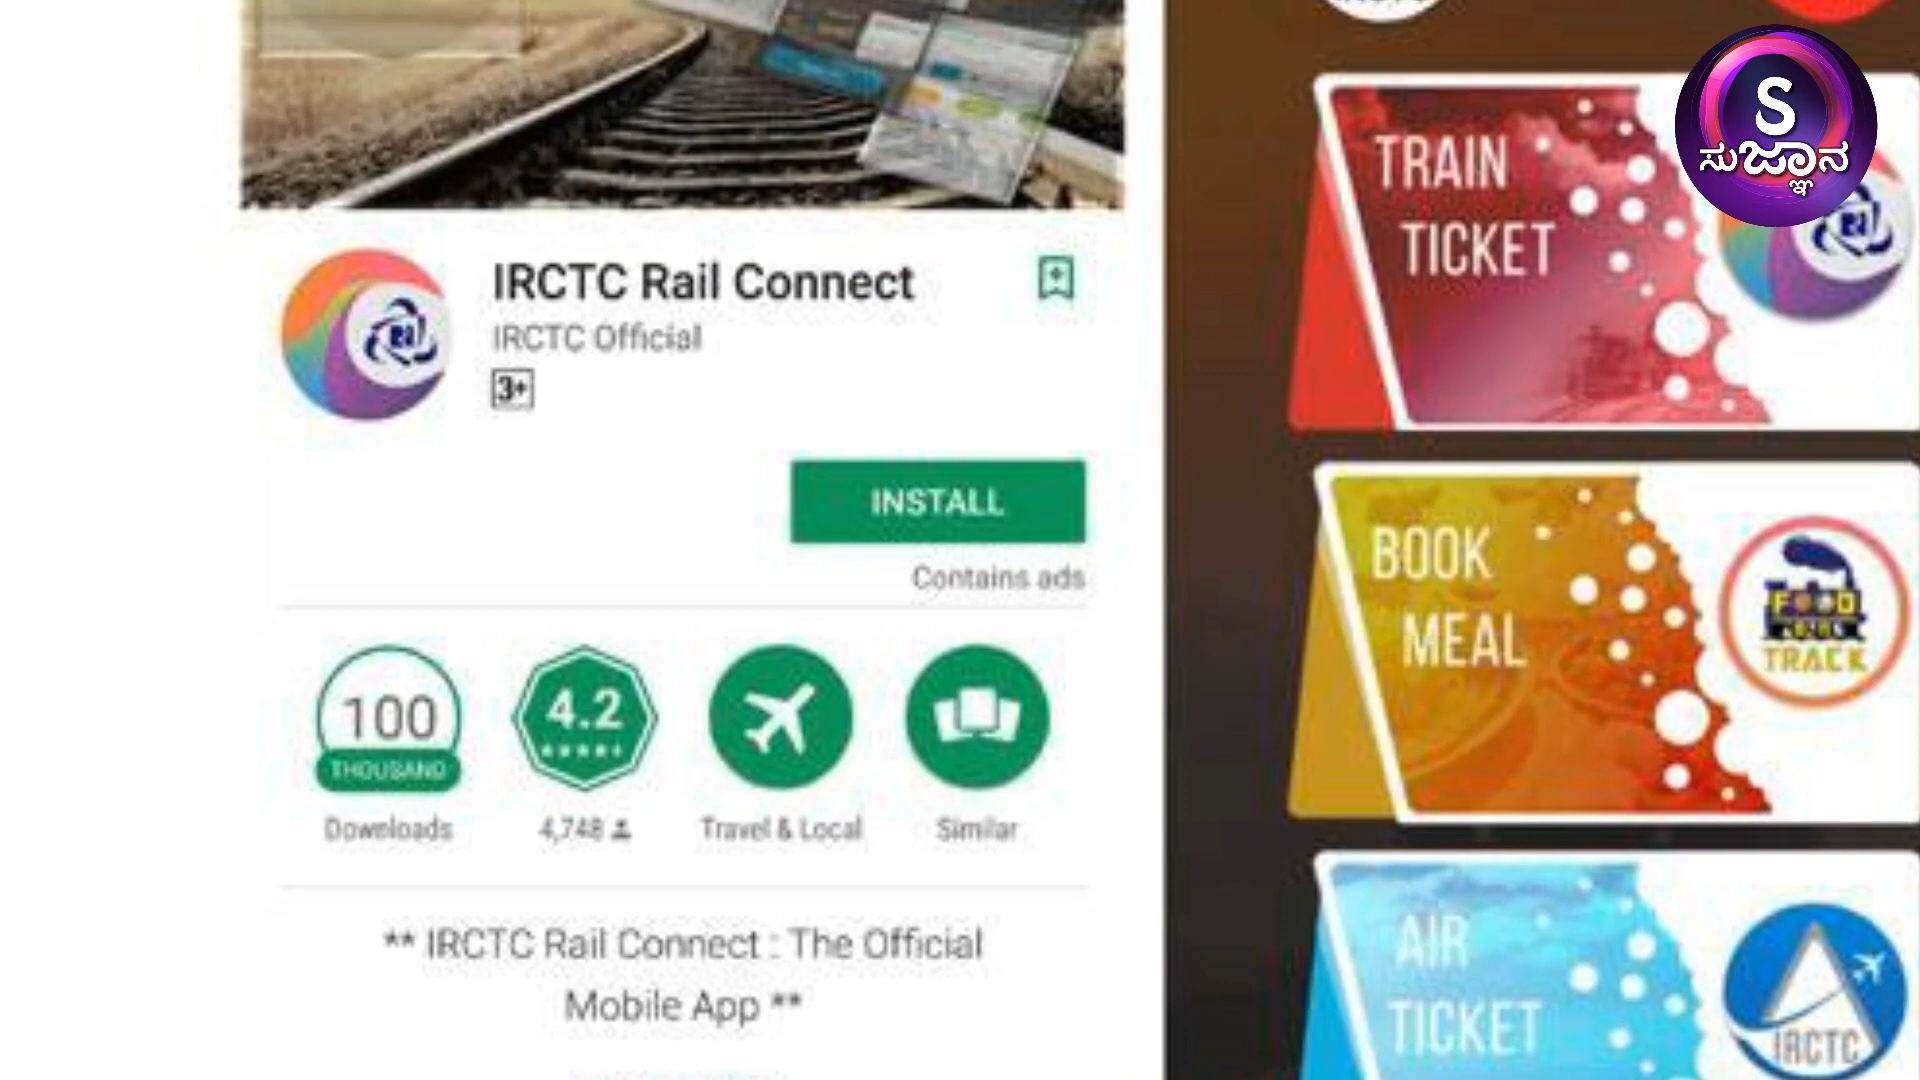 IRCTC Rail Connect
IRCTC Official
3+
INSTALL
Contains ads
100
THOUSAND
Downloads
4.2
4,748
Travel & Local
Similar
** IRCTC Rail Connect : The Official
Mobile App **
TRAIN
TICKET
BOOK
MEAL
FOOD
TRACK
AIR
TICKET
IRCTC
S
ಸುಜ್ಞಾನ